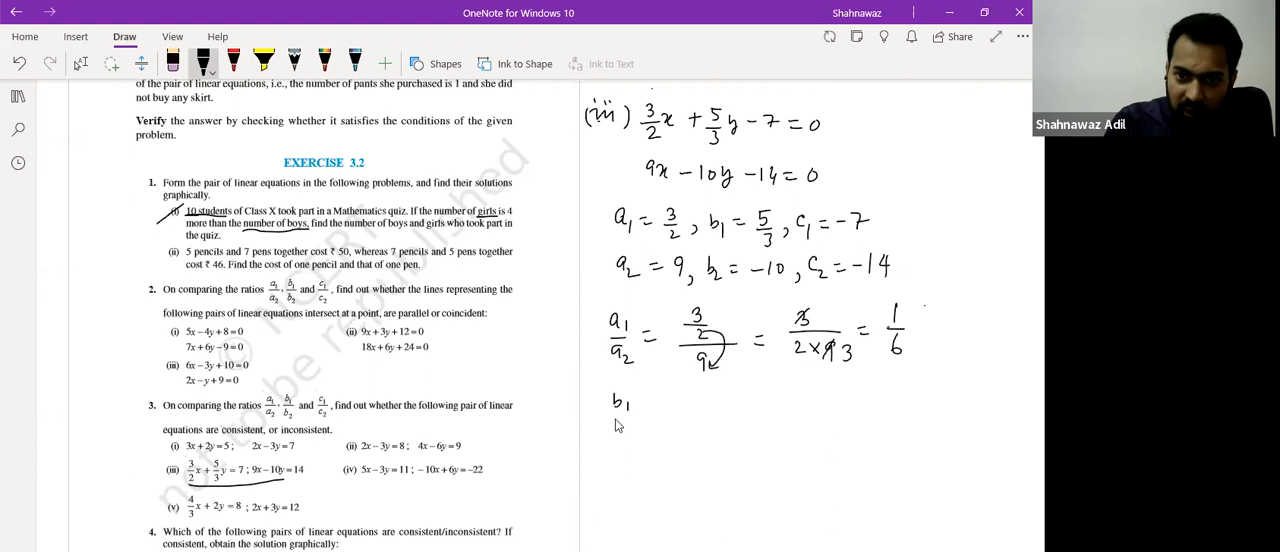 OneNote for Windows 10
Shahnawaz
Home Insert Draw View Help
Share
Shapes
Ink to Shape
Ink to Text
Shahnawaz Adil
of the pair of linear equations, i.e., the number of pants she purchased is 1 and she did
not buy any skirt.
Verify the answer by checking whether it satisfies the conditions of the given
problem.
EXERCISE 3.2
1. Form the pair of linear equations in the following problems, and find their solutions
graphically.
(i) 10 students of Class X took part in a Mathematics quiz. If the number of girls is 4
more than the number of boys, find the number of boys and girls who took part in
the quiz.
(ii) 5 pencils and 7 pens together cost ₹ 50, whereas 7 pencils and 5 pens together
cost ₹ 46. Find the cost of one pencil and that of one pen.
2. On comparing the ratios a₁/a₂, b₁/b₂ and c₁/c₂, find out whether the lines representing the
following pairs of linear equations intersect at a point, are parallel or coincident:
(i) 5x – 4y + 8 = 0 (ii) 9x + 3y + 12 = 0
7x + 6y – 9 = 0 18x + 6y + 24 = 0
(iii) 6x – 3y + 10 = 0
2x – y + 9 = 0
3. On comparing the ratios a₁/a₂, b₁/b₂ and c₁/c₂, find out whether the following pair of linear
equations are consistent, or inconsistent.
(i) 3x + 2y = 5 ; 2x – 3y = 7 (ii) 2x – 3y = 8 ; 4x – 6y = 9
(iii) 3/2x + 5/3y = 7 ; 9x – 10y = 14 (iv) 5x – 3y = 11 ; – 10x + 6y = –22
(v) 4/3x + 2y = 8 ; 2x + 3y = 12
4. Which of the following pairs of linear equations are consistent/inconsistent? If
consistent, obtain the solution graphically:
© NCERT
not to be republished
(iii) 3/2x + 5/3y - 7 = 0
9x - 10y - 14 = 0
a₁ = 3/2, b₁ = 5/3, c₁ = -7
a₂ = 9, b₂ = -10, c₂ = -14
a₁/a₂ = 3/2/9 = 3/2×9 3 = 1/6
b₁